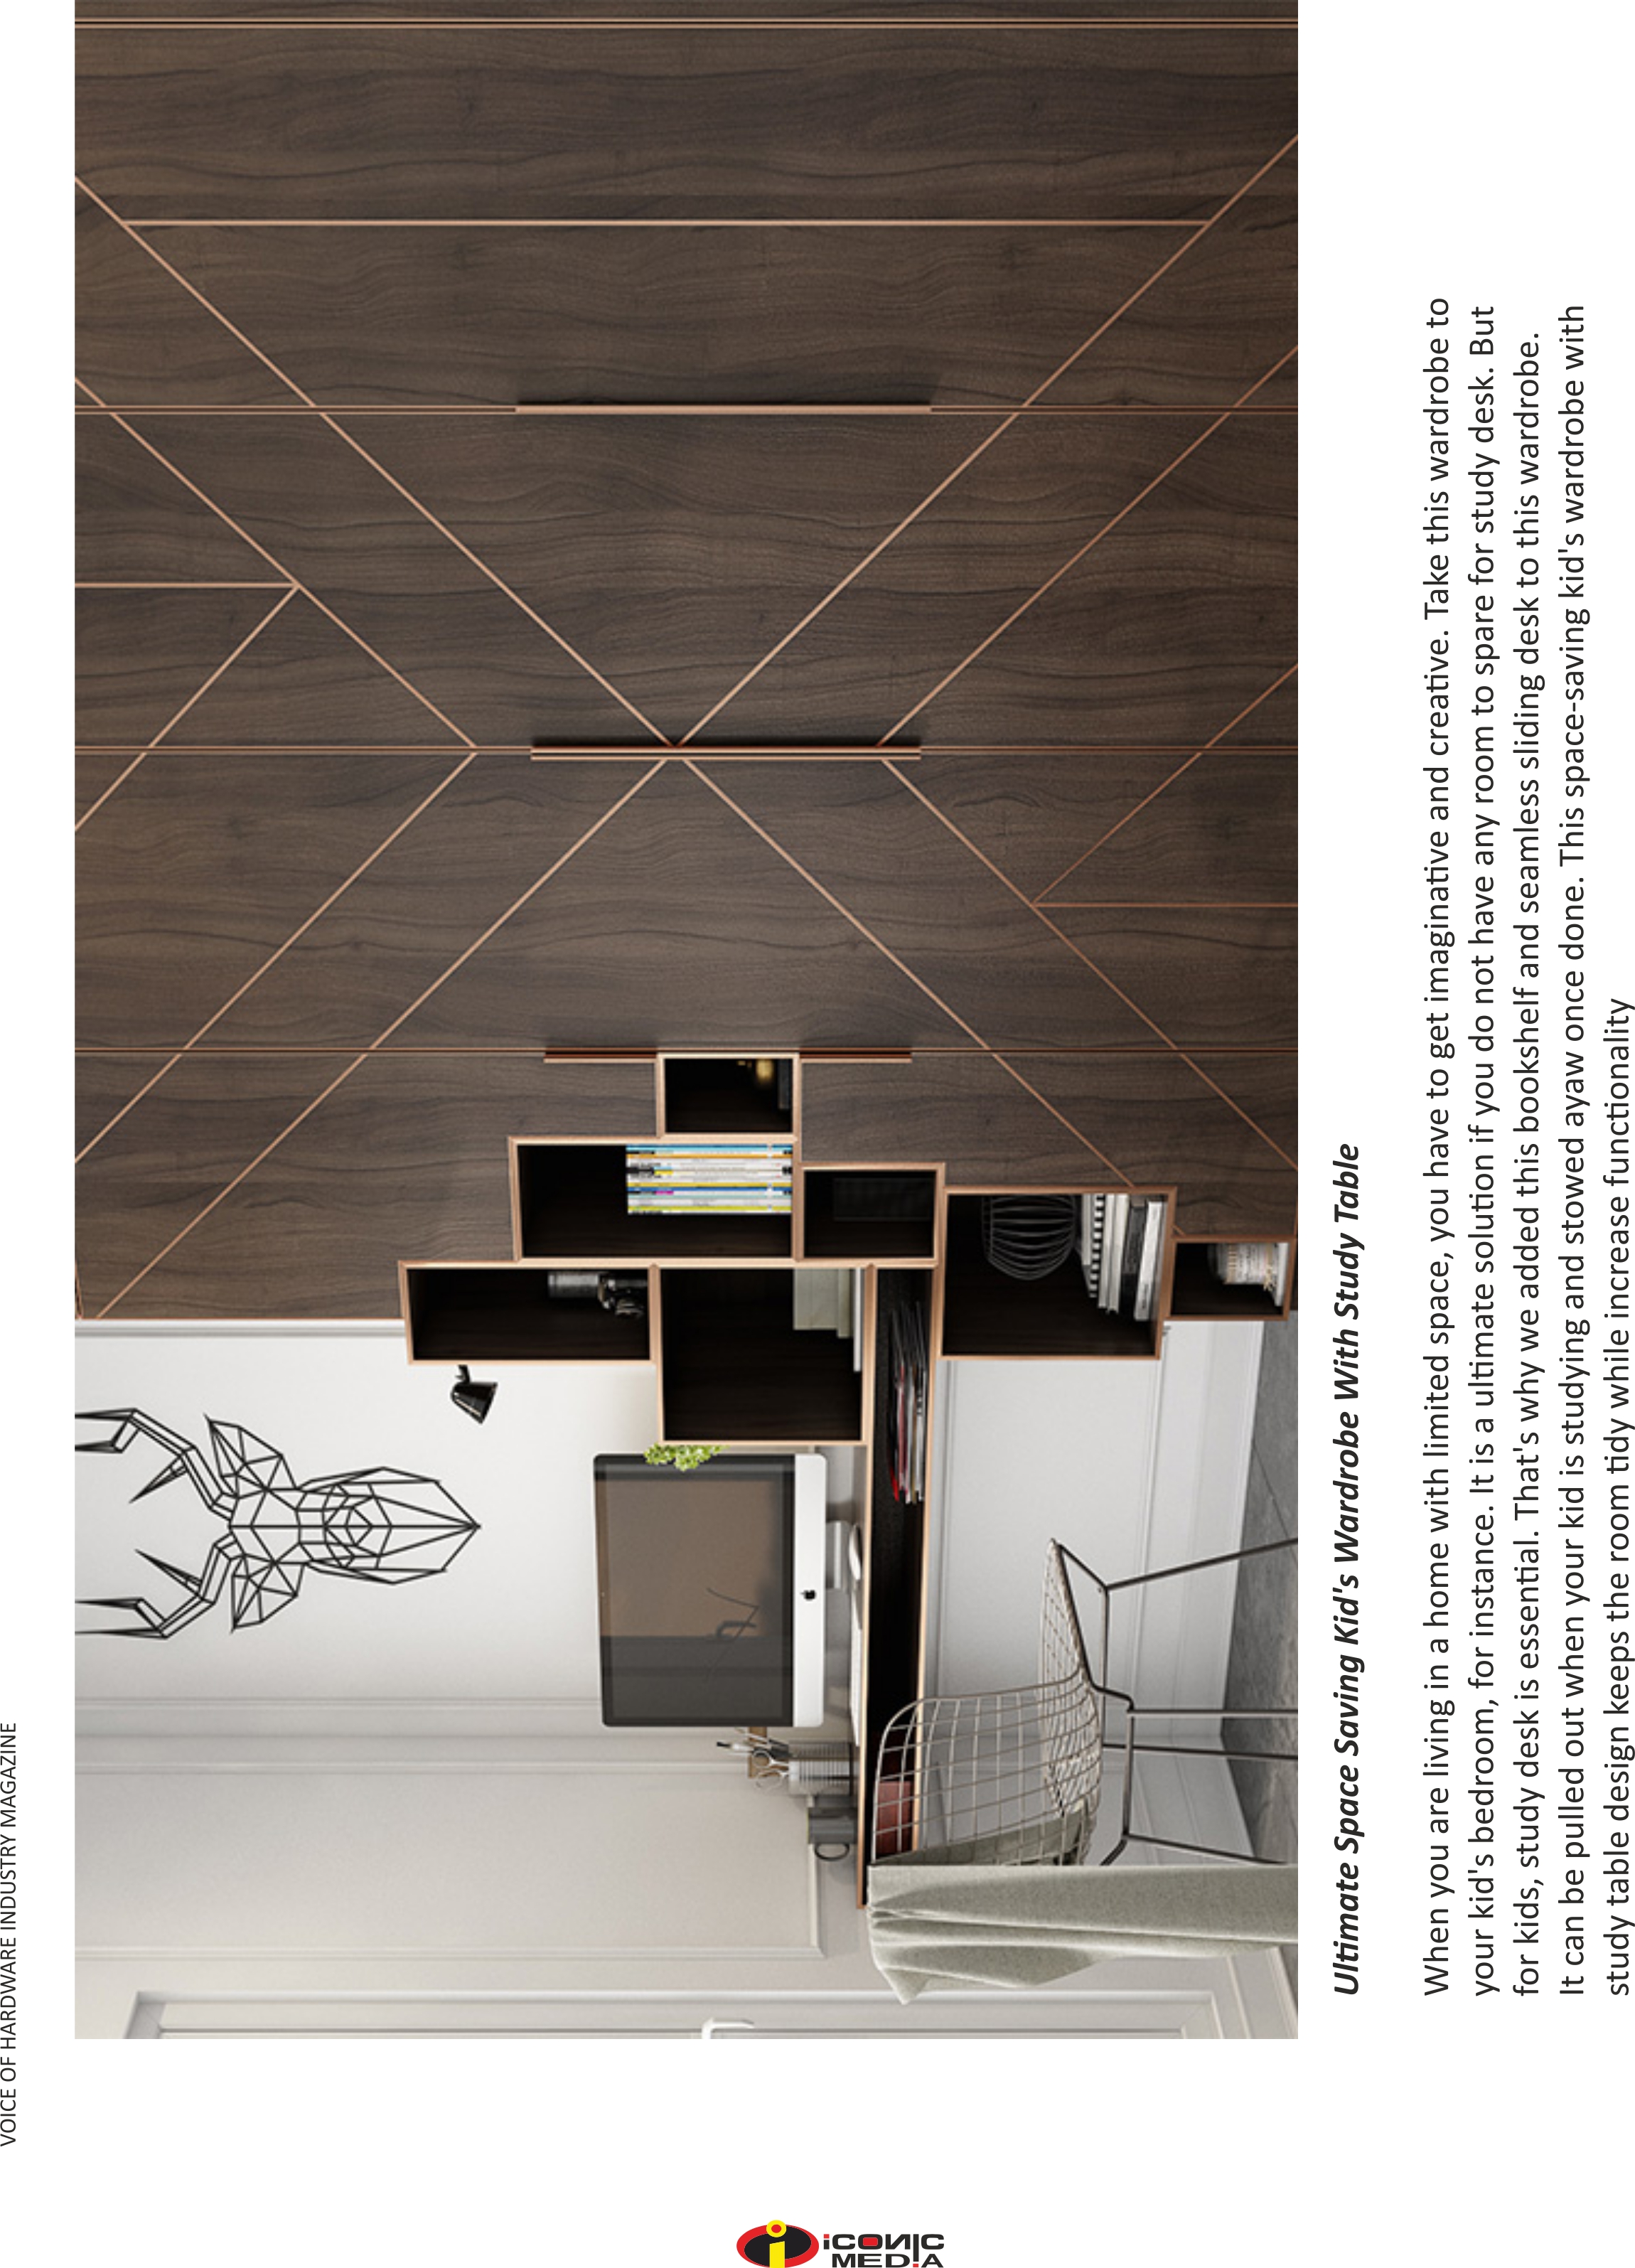 VOICE OF HARDWARE INDUSTRY MAGAZINE
Ultimate Space Saving Kid's Wardrobe With Study Table
When you are living in a home with limited space, you have to get imaginative and creative. Take this wardrobe to
your kid's bedroom, for instance. It is a ultimate solution if you do not have any room to spare for study desk. But
for kids, study desk is essential. That's why we added this bookshelf and seamless sliding desk to this wardrobe.
It can be pulled out when your kid is studying and stowed ayaw once done. This space-saving kid's wardrobe with
study table design keeps the room tidy while increase functionality
iCONIC
MEDiA